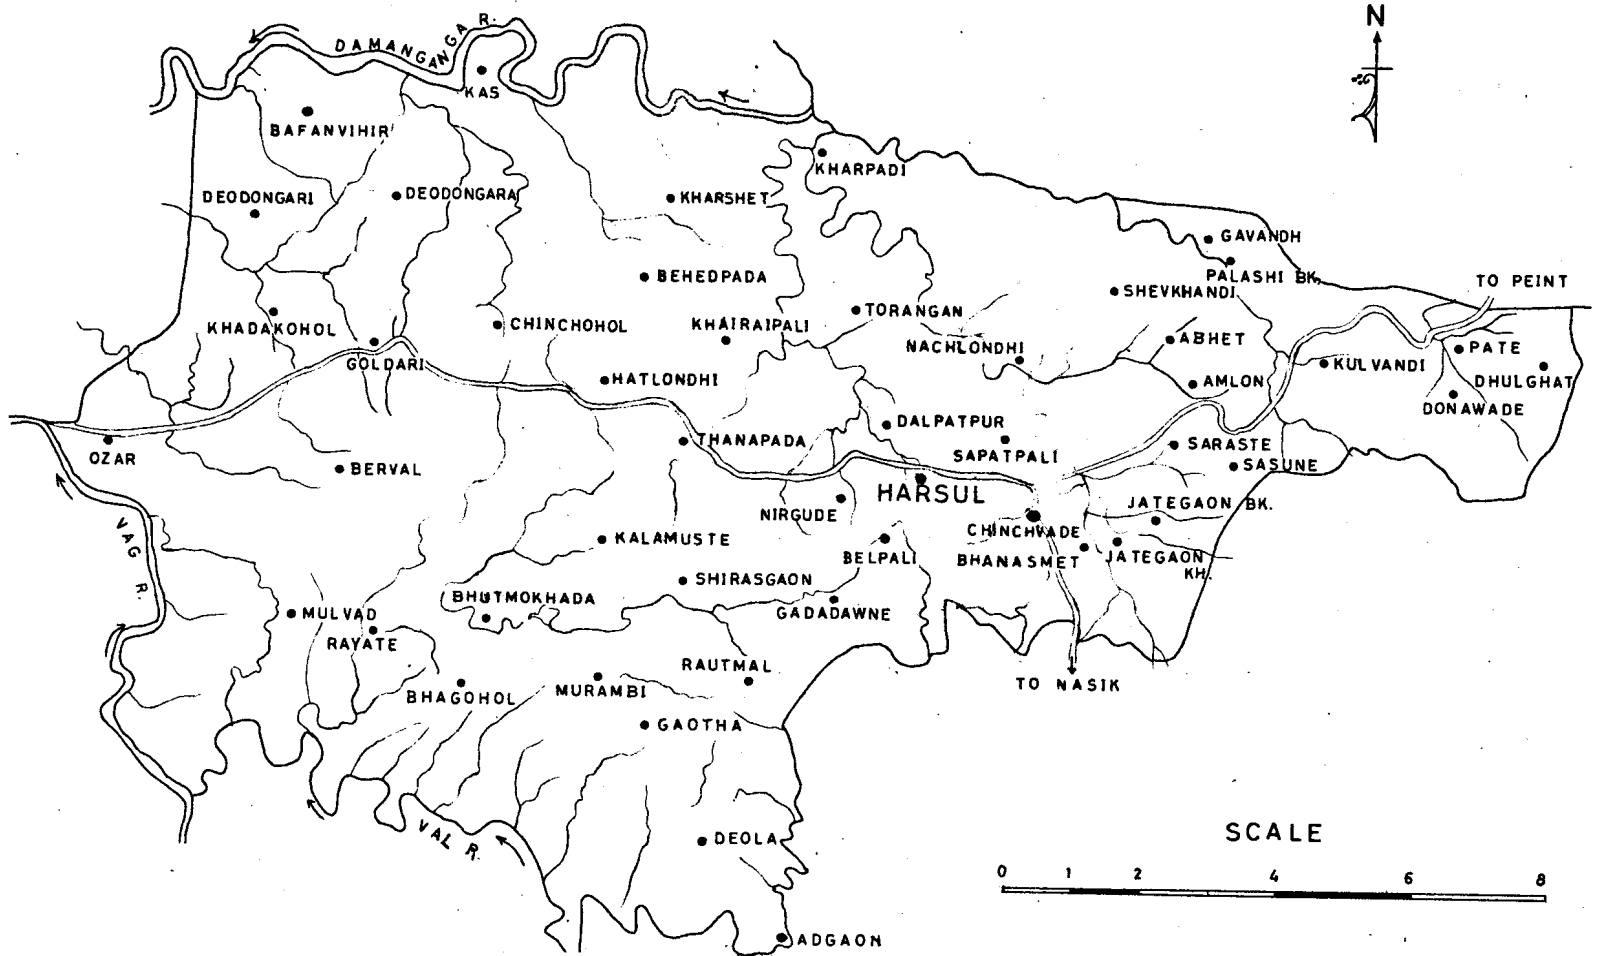 N
DAMANGANGA R.
KAS
BAFANVIHIR
KHARPADI
DEODONGARI
DEODONGARA
KHARSHET
GAVANDH
PALASHI BK.
BEHEDPADA
TO PEINT
SHEVKHANDI
TORANGAN
KHADAKOHOL
CHINCHOHOL
KHAIRAIPALI
NACHLONDHI
ABHET
PATE
GOLDARI
KULVANDI
HATLONDHI
AMLON
DHULGHAT
DONAWADE
DALPATPUR
THANAPADA
SARASTE
OZAR
SAPATPALI
BERVAL
SASUNE
HARSUL
JATEGAON BK.
NIRGUDE
VAG R.
KALAMUSTE
CHINCHVADE
BELPALI
BHANASMET
JATEGAON
KH.
SHIRASGAON
BHUTMOKHADA
MULVAD
GADADAWNE
RAYATE
RAUTMAL
TO NASIK
BHAGOHOL
MURAMBI
GAOTHA
VAL R.
DEOLA
SCALE
0 1 2 4 6 8
ADGAON